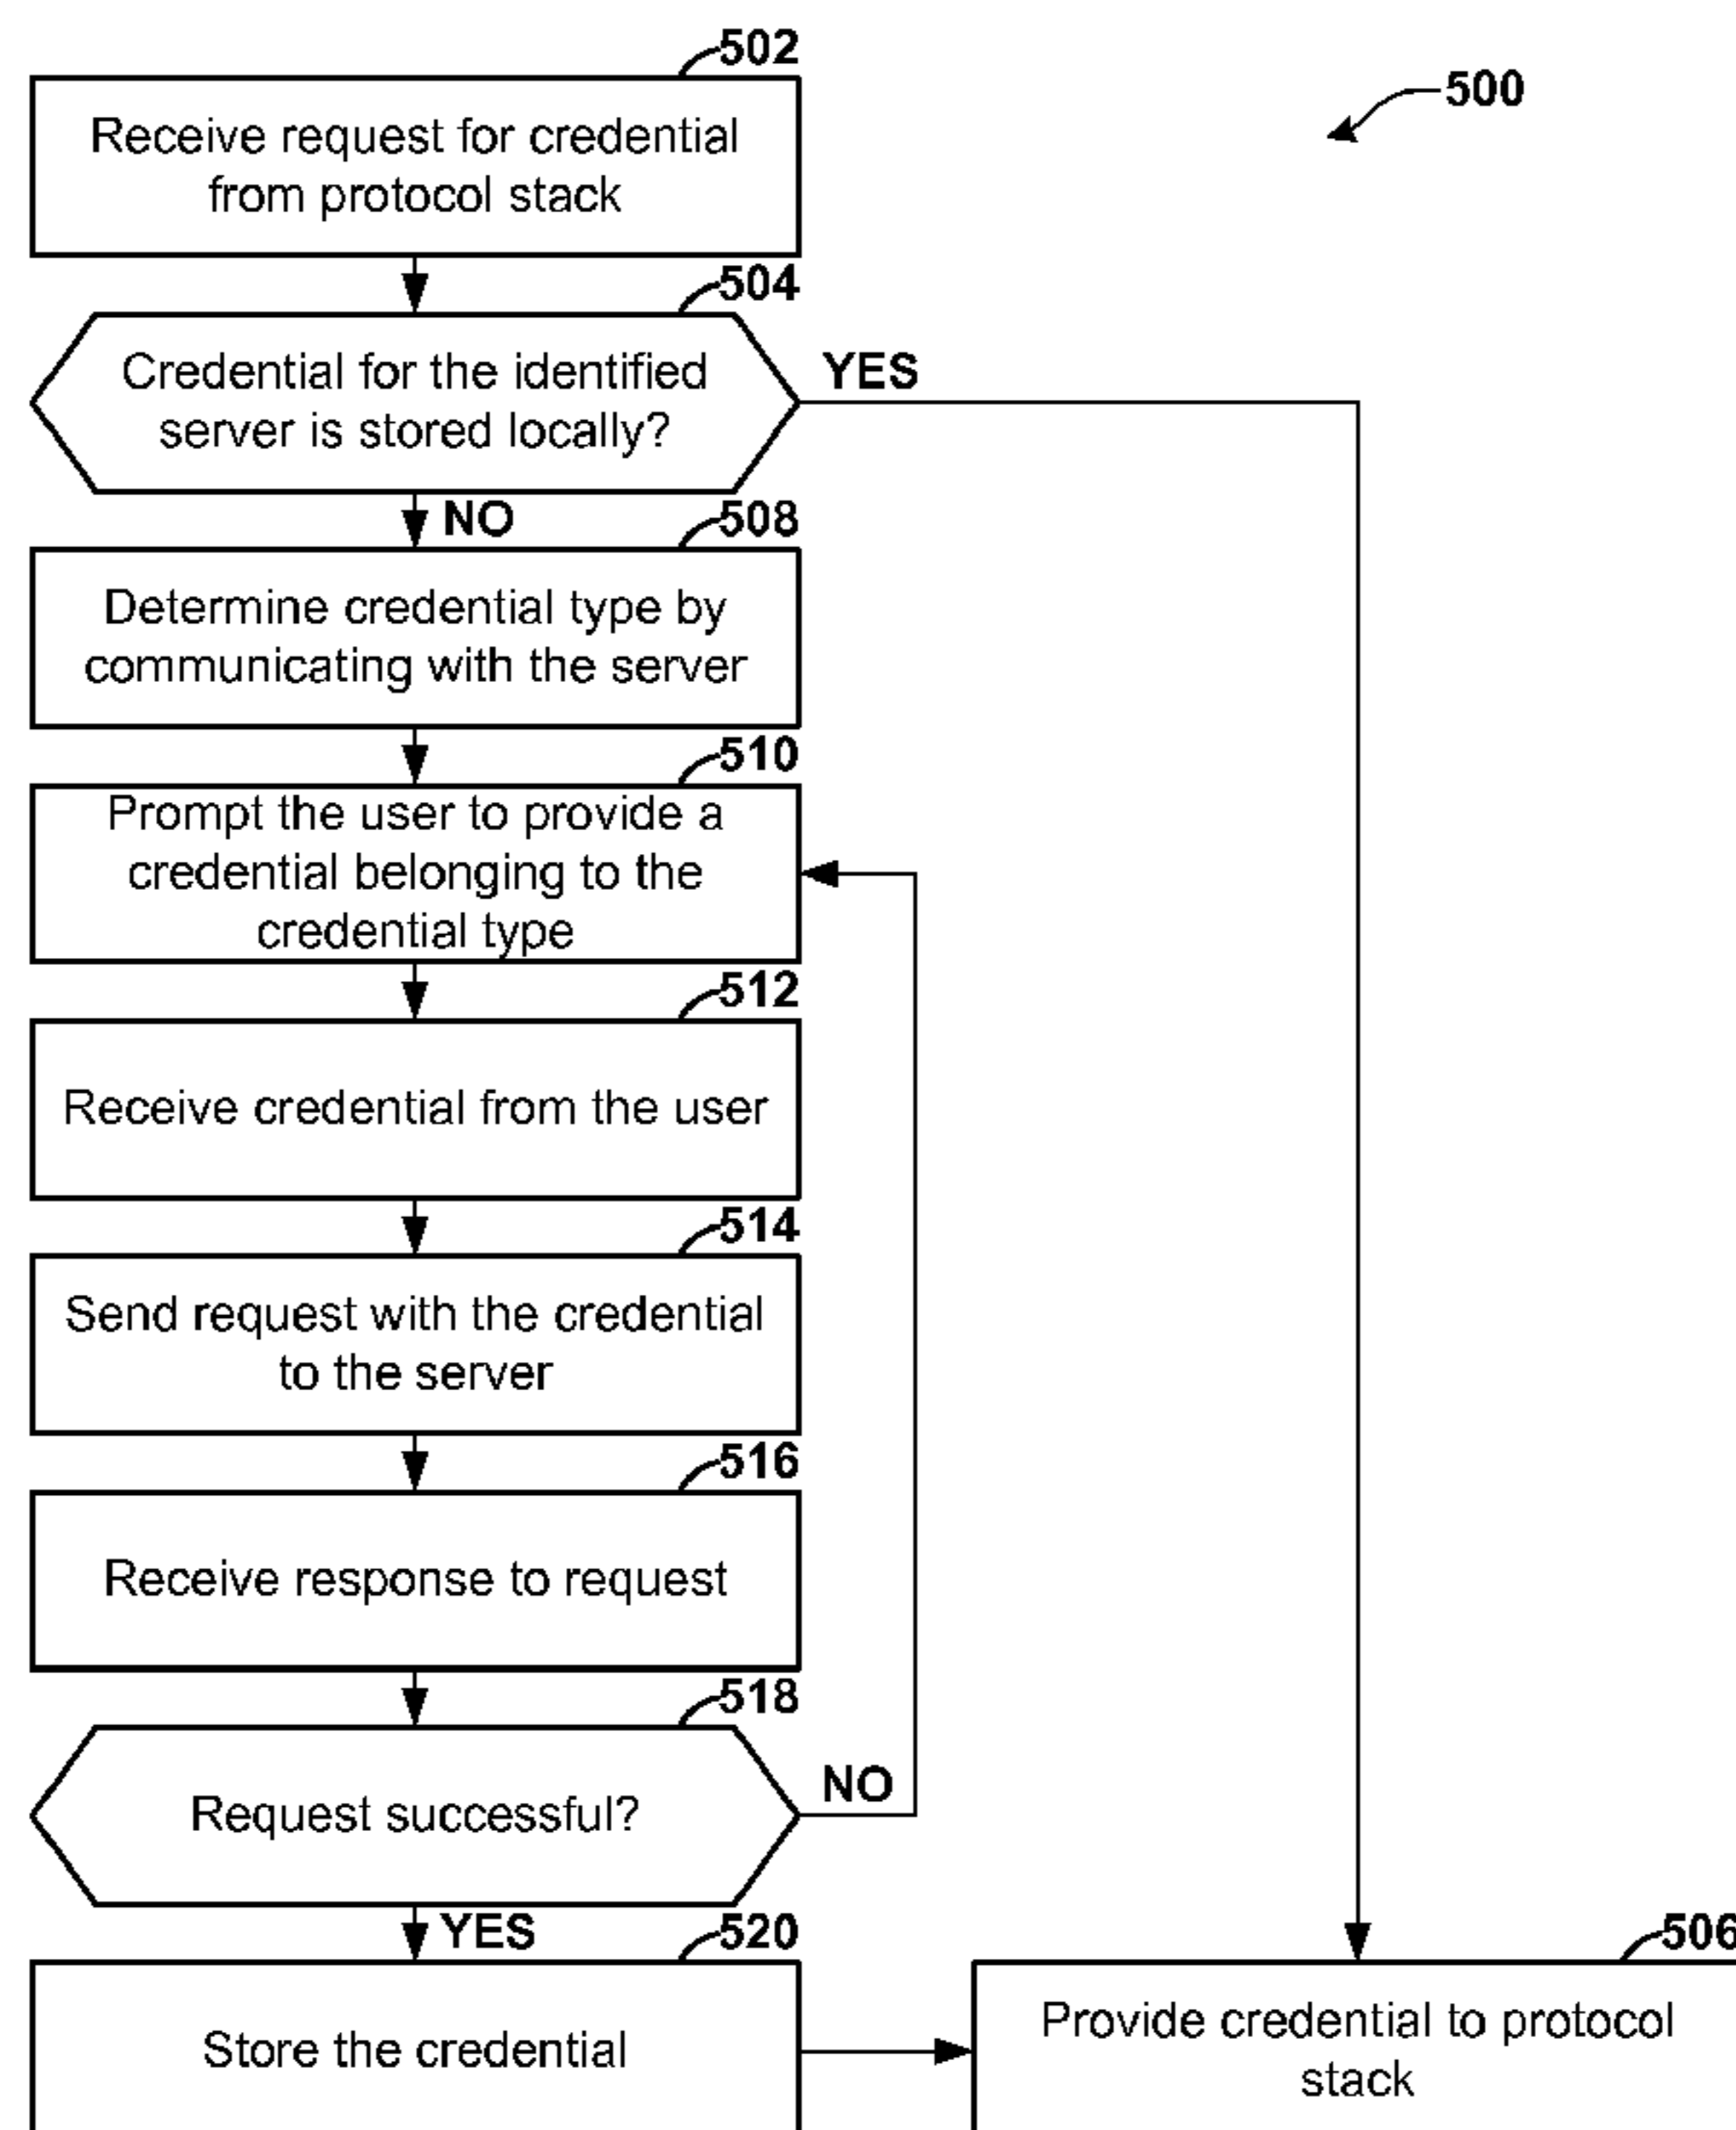 502
500
Receive request for credential
from protocol stack
504
Credential for the identified
server is stored locally?
YES
NO
508
Determine credential type by
communicating with the server
510
Prompt the user to provide a
credential belonging to the
credential type
512
Receive credential from the user
514
Send request with the credential
to the server
516
Receive response to request
518
Request successful?
NO
YES
520
506
Store the credential
Provide credential to protocol
stack